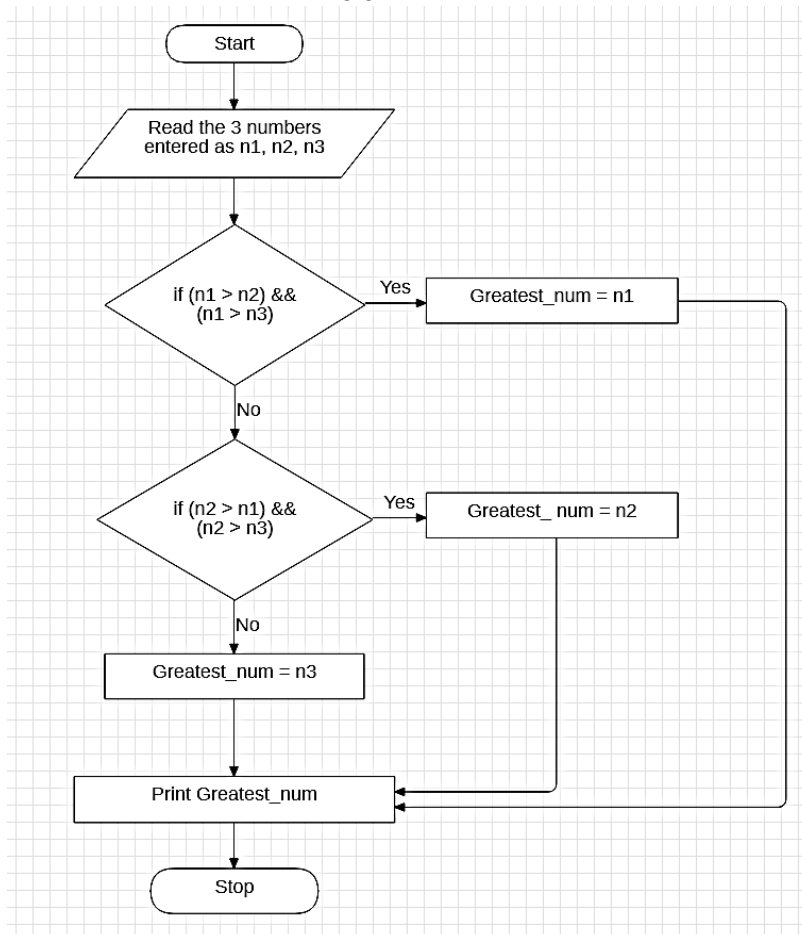 Start
Read the 3 numbers
entered as n1, n2, n3
if (n1 > n2) &&
(n1 > n3)
Yes
Greatest_num = n1
No
if (n2 > n1) &&
(n2 > n3)
Yes
Greatest_ num = n2
No
Greatest_num = n3
Print Greatest_num
Stop